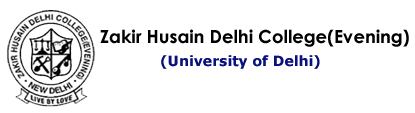 ZAKIR HUSAIN DELHI COLLEGE(EVENING)
NEW DELHI
LIVE BY LOVE
Zakir Husain Delhi College(Evening)
(University of Delhi)